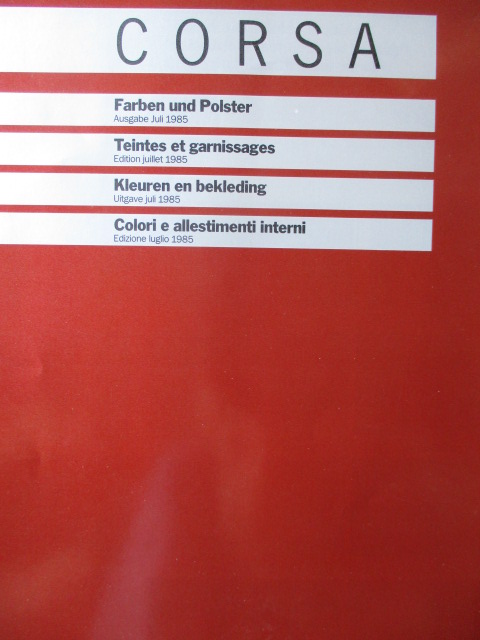 CORSA
Farben und Polster
Ausgabe Juli 1985
Teintes et garnissages
Edition juillet 1985
Kleuren en bekleding
Uitgave juli 1985
Colori e allestimenti interni
Edizione luglio 1985